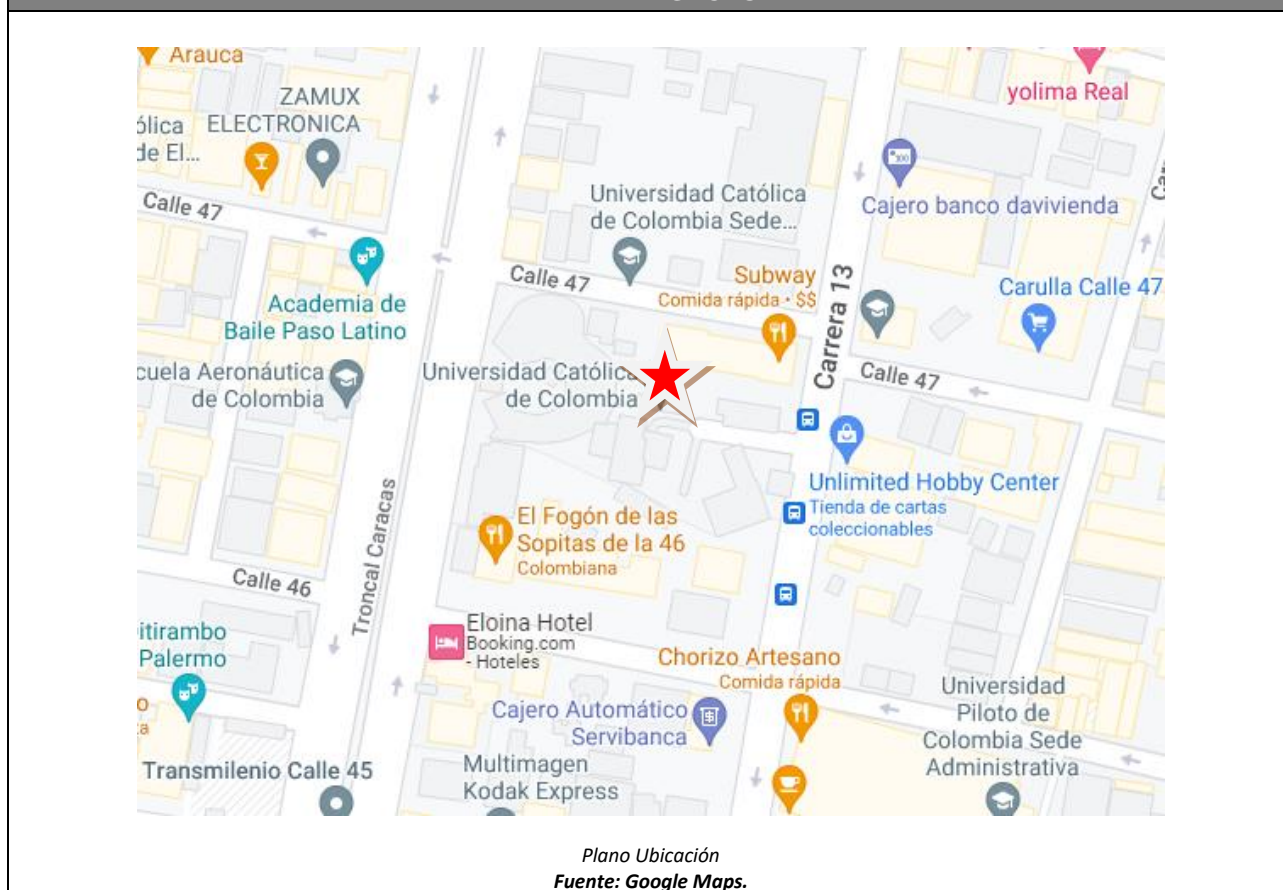 Arauca
ZAMUX
ELECTRONICA
ólica
de El...
yolima Real
Calle 47
Universidad Católica
de Colombia Sede...
Cajero banco davivienda
Academia de
Baile Paso Latino
Calle 47
Subway
Comida rápida · $$
Carrera 13
Carulla Calle 47
cuela Aeronáutica
de Colombia
Universidad Católica
de Colombia
Calle 47
Unlimited Hobby Center
Tienda de cartas
coleccionables
El Fogón de las
Sopitas de la 46
Colombiana
Troncal Caracas
Calle 46
Eloina Hotel
Booking.com
- Hoteles
itirambo
Palermo
Chorizo Artesano
Comida rápida
Cajero Automático
Servibanca
Universidad
Piloto de
Colombia Sede
Administrativa
Transmilenio Calle 45
Multimagen
Kodak Express
Plano Ubicación
Fuente: Google Maps.